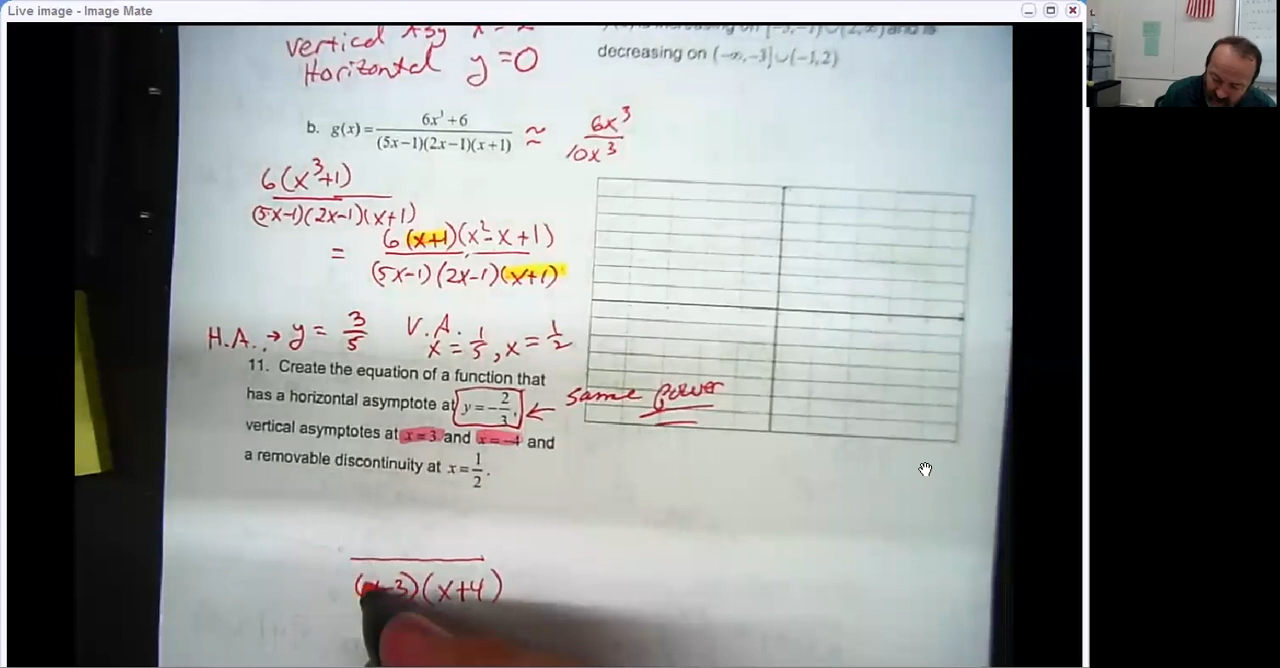 Live image - Image Mate
vertical Asy x = 2
Horizontal y = 0
decreasing on (-∞,-3]∪(-1,2)
b. g(x) = 6x³+6 / (5x-1)(2x-1)(x+1) ≈ 6x³ / 10x³
6(x³+1) / (5x-1)(2x-1)(x+1)
= 6(x+1)(x²-x+1) / (5x-1)(2x-1)(x+1)
H.A. → y = 3/5 V.A. x = 1/5, x = 1/2
11. Create the equation of a function that
has a horizontal asymptote at y = -2/3, ← same power
vertical asymptotes at x = 3 and x = -4 and
a removable discontinuity at x = 1/2.
(x-3)(x+4)